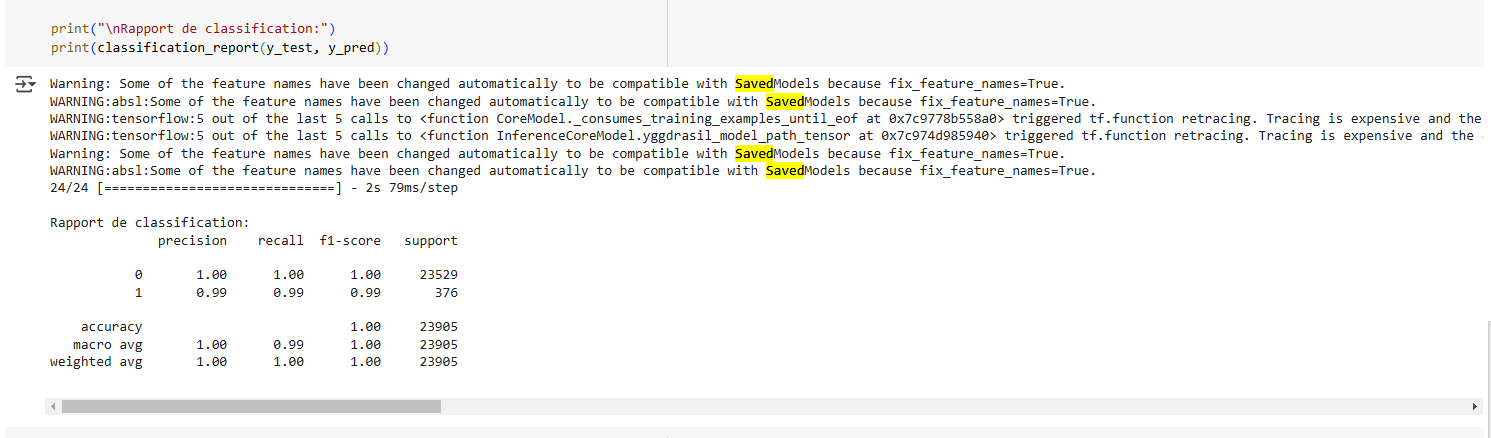 print("\nRapport de classification:")
print(classification_report(y_test, y_pred))
Warning: Some of the feature names have been changed automatically to be compatible with SavedModels because fix_feature_names=True.
WARNING:absl:Some of the feature names have been changed automatically to be compatible with SavedModels because fix_feature_names=True.
WARNING:tensorflow:5 out of the last 5 calls to <function CoreModel._consumes_training_examples_until_eof at 0x7c9778b558a0> triggered tf.function retracing. Tracing is expensive and the
WARNING:tensorflow:5 out of the last 5 calls to <function InferenceCoreModel.yggdrasil_model_path_tensor at 0x7c974d985940> triggered tf.function retracing. Tracing is expensive and the
Warning: Some of the feature names have been changed automatically to be compatible with SavedModels because fix_feature_names=True.
WARNING:absl:Some of the feature names have been changed automatically to be compatible with SavedModels because fix_feature_names=True.
24/24 [==============================] - 2s 79ms/step
Rapport de classification:
precision recall f1-score support
0 1.00 1.00 1.00 23529
1 0.99 0.99 0.99 376
accuracy 1.00 23905
macro avg 1.00 0.99 1.00 23905
weighted avg 1.00 1.00 1.00 23905